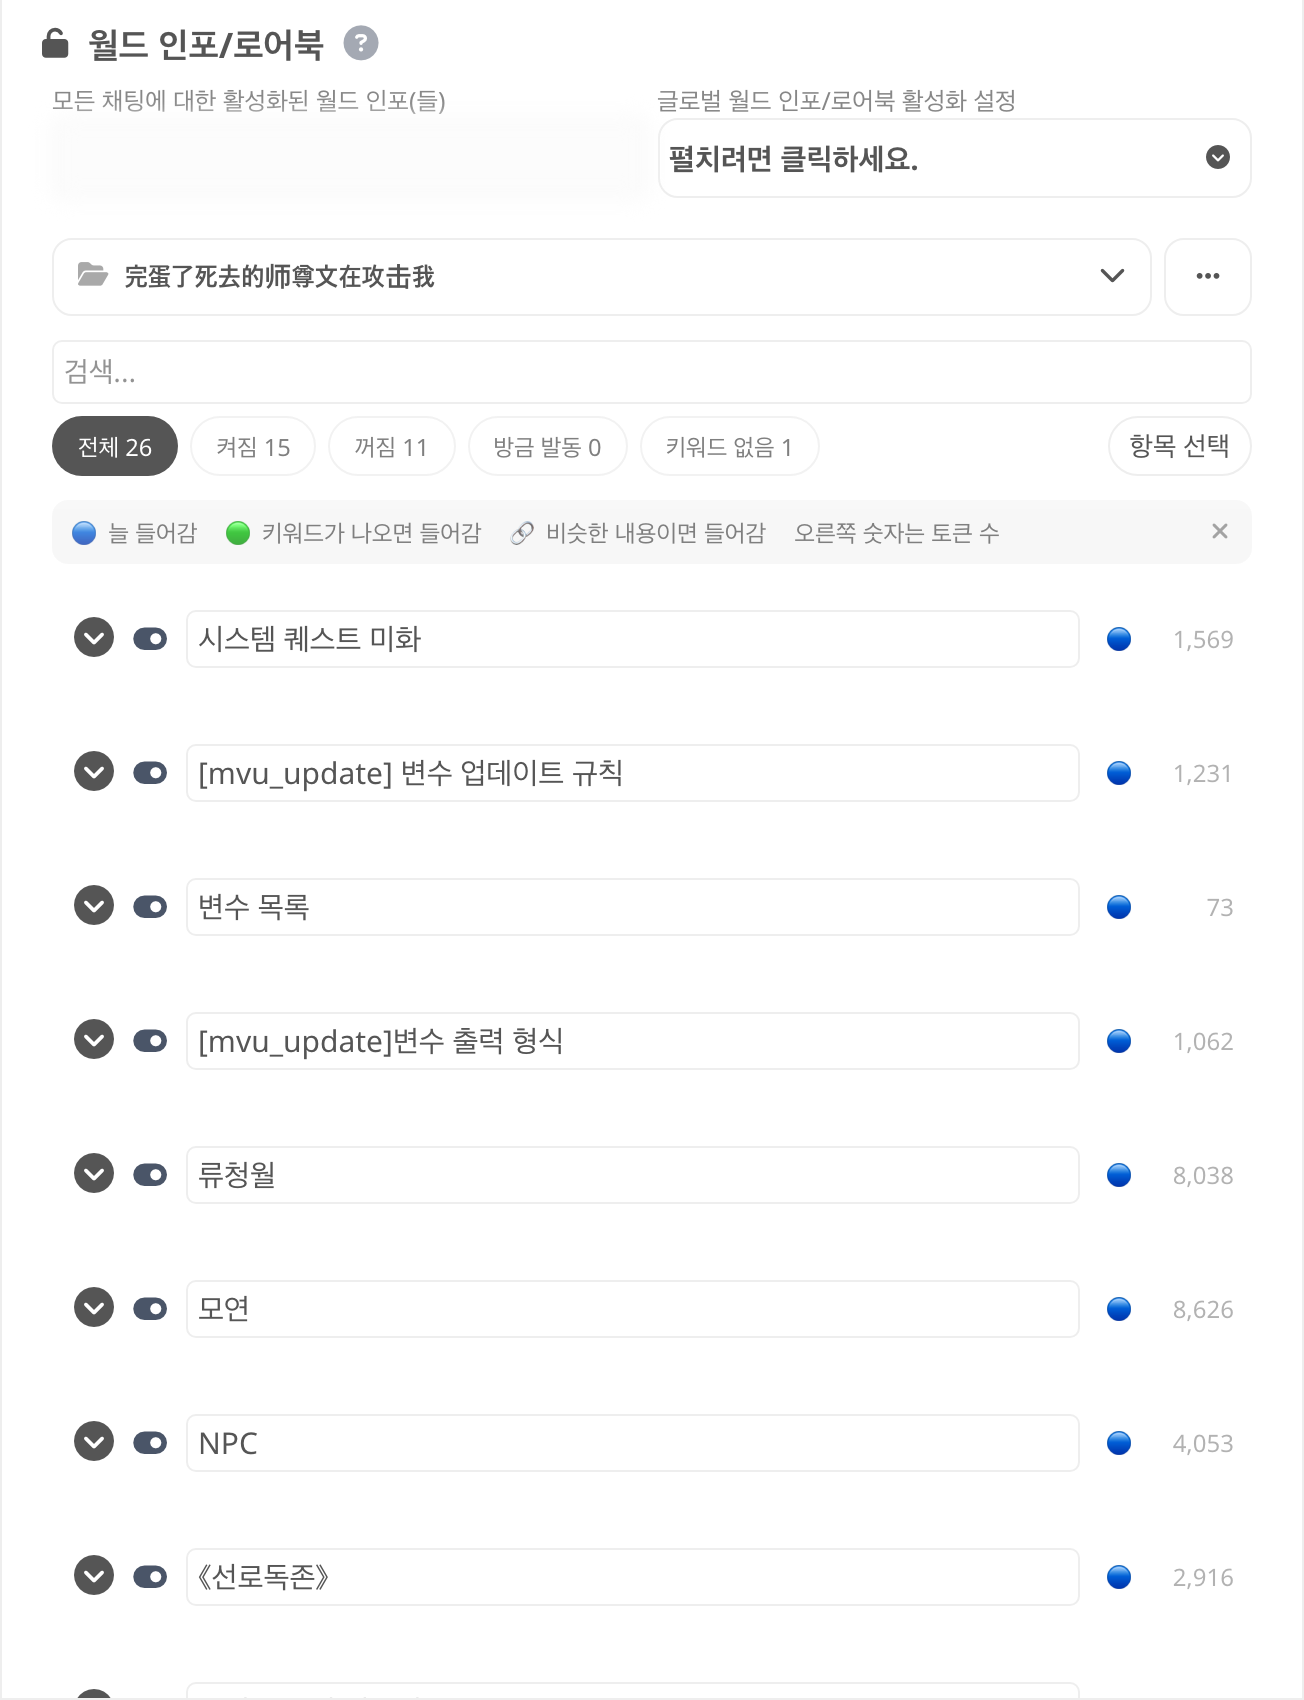 월드 인포/로어북 ?
모든 채팅에 대한 활성화된 월드 인포(들)
글로벌 월드 인포/로어북 활성화 설정
펼치려면 클릭하세요.
完蛋了死去的师尊文在攻击我
검색...
전체 26 켜짐 15 꺼짐 11 방금 발동 0 키워드 없음 1 항목 선택
늘 들어감 키워드가 나오면 들어감 비슷한 내용이면 들어감 오른쪽 숫자는 토큰 수
시스템 퀘스트 미화 1,569
[mvu_update] 변수 업데이트 규칙 1,231
변수 목록 73
[mvu_update]변수 출력 형식 1,062
류청월 8,038
모연 8,626
NPC 4,053
《선로독존》 2,916